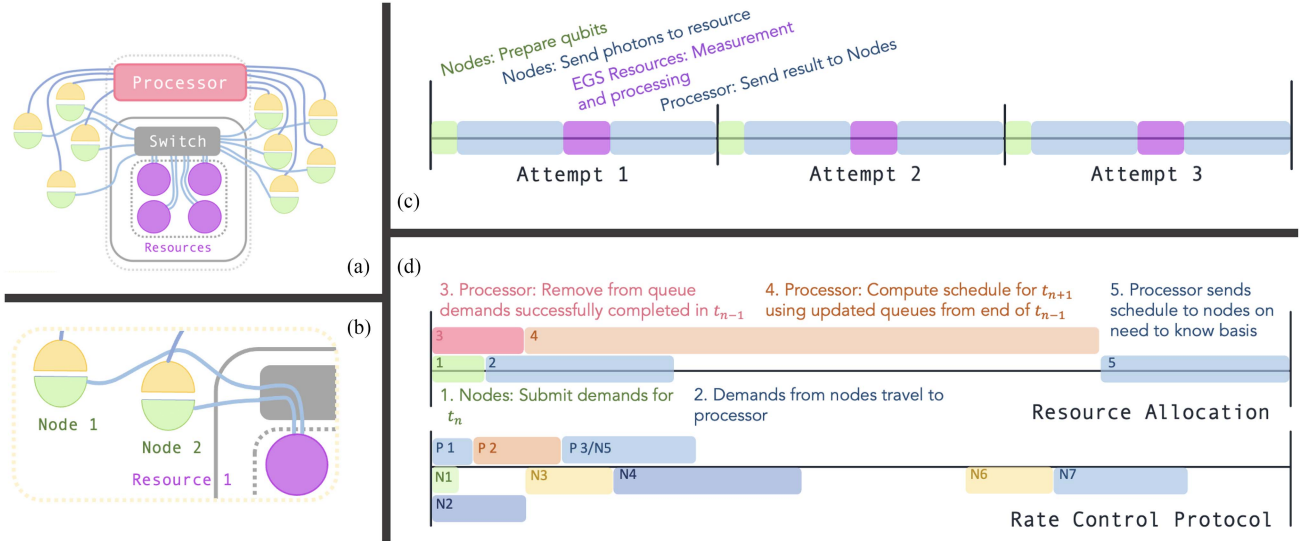 Processor
Switch
Resources
(a)
Node 1
Node 2
Resource 1
(b)
Nodes: Prepare qubits
Nodes: Send photons to resource
EGS Resources: Measurement
and processing
Processor: Send result to Nodes
Attempt 1
Attempt 2
Attempt 3
(c)
(d)
3. Processor: Remove from queue
demands successfully completed in $t_{n-1}$
4. Processor: Compute schedule for $t_{n+1}$
using updated queues from end of $t_{n-1}$
5. Processor sends
schedule to nodes on
need to know basis
3
4
1
2
5
1. Nodes: Submit demands for
$t_n$
2. Demands from nodes travel to
processor
Resource Allocation
P 1
P 2
P 3/N5
N1
N3
N4
N6
N7
N2
Rate Control Protocol